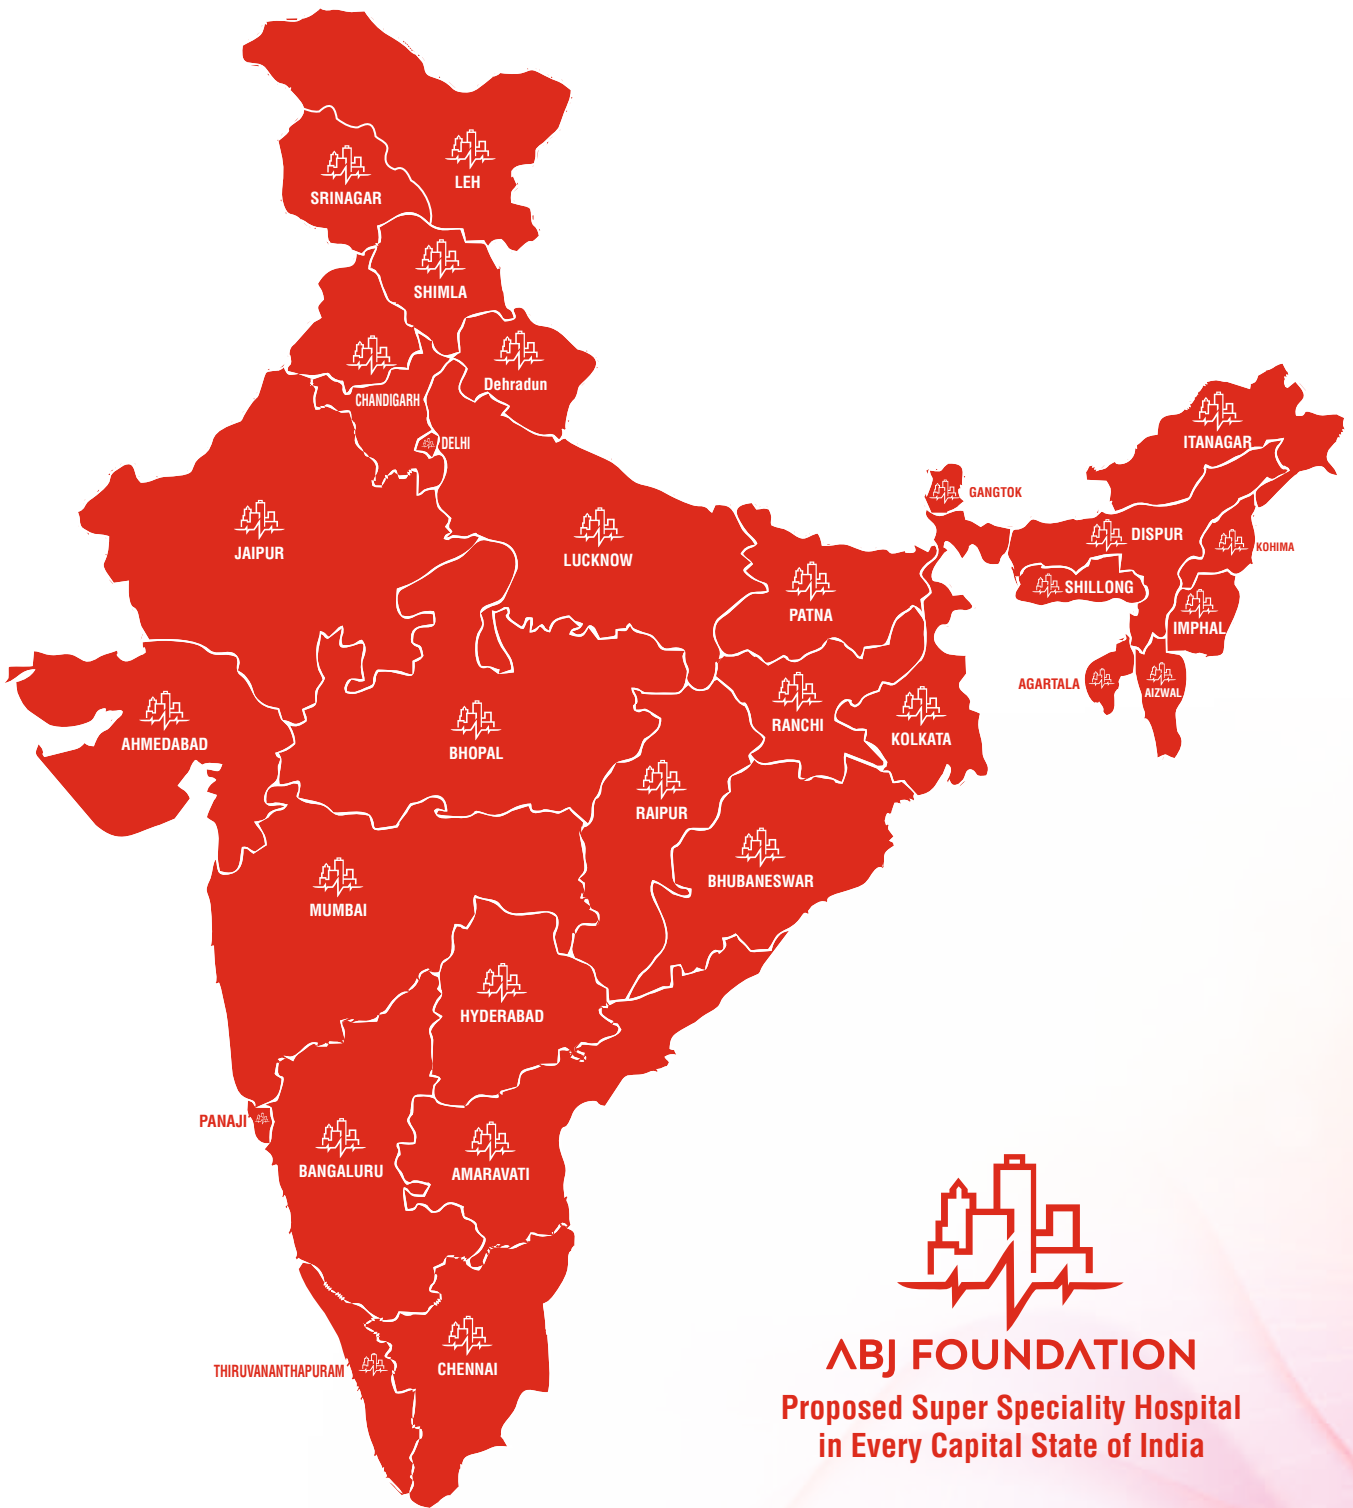 LEH
SRINAGAR
SHIMLA
Dehradun
CHANDIGARH
DELHI
ITANAGAR
GANGTOK
JAIPUR
LUCKNOW
DISPUR
KOHIMA
SHILLONG
PATNA
IMPHAL
AGARTALA
AIZWAL
RANCHI
KOLKATA
AHMEDABAD
BHOPAL
RAIPUR
BHUBANESWAR
MUMBAI
HYDERABAD
PANAJI
BANGALURU
AMARAVATI
THIRUVANANTHAPURAM
CHENNAI
ABJ FOUNDATION
Proposed Super Speciality Hospital
in Every Capital State of India